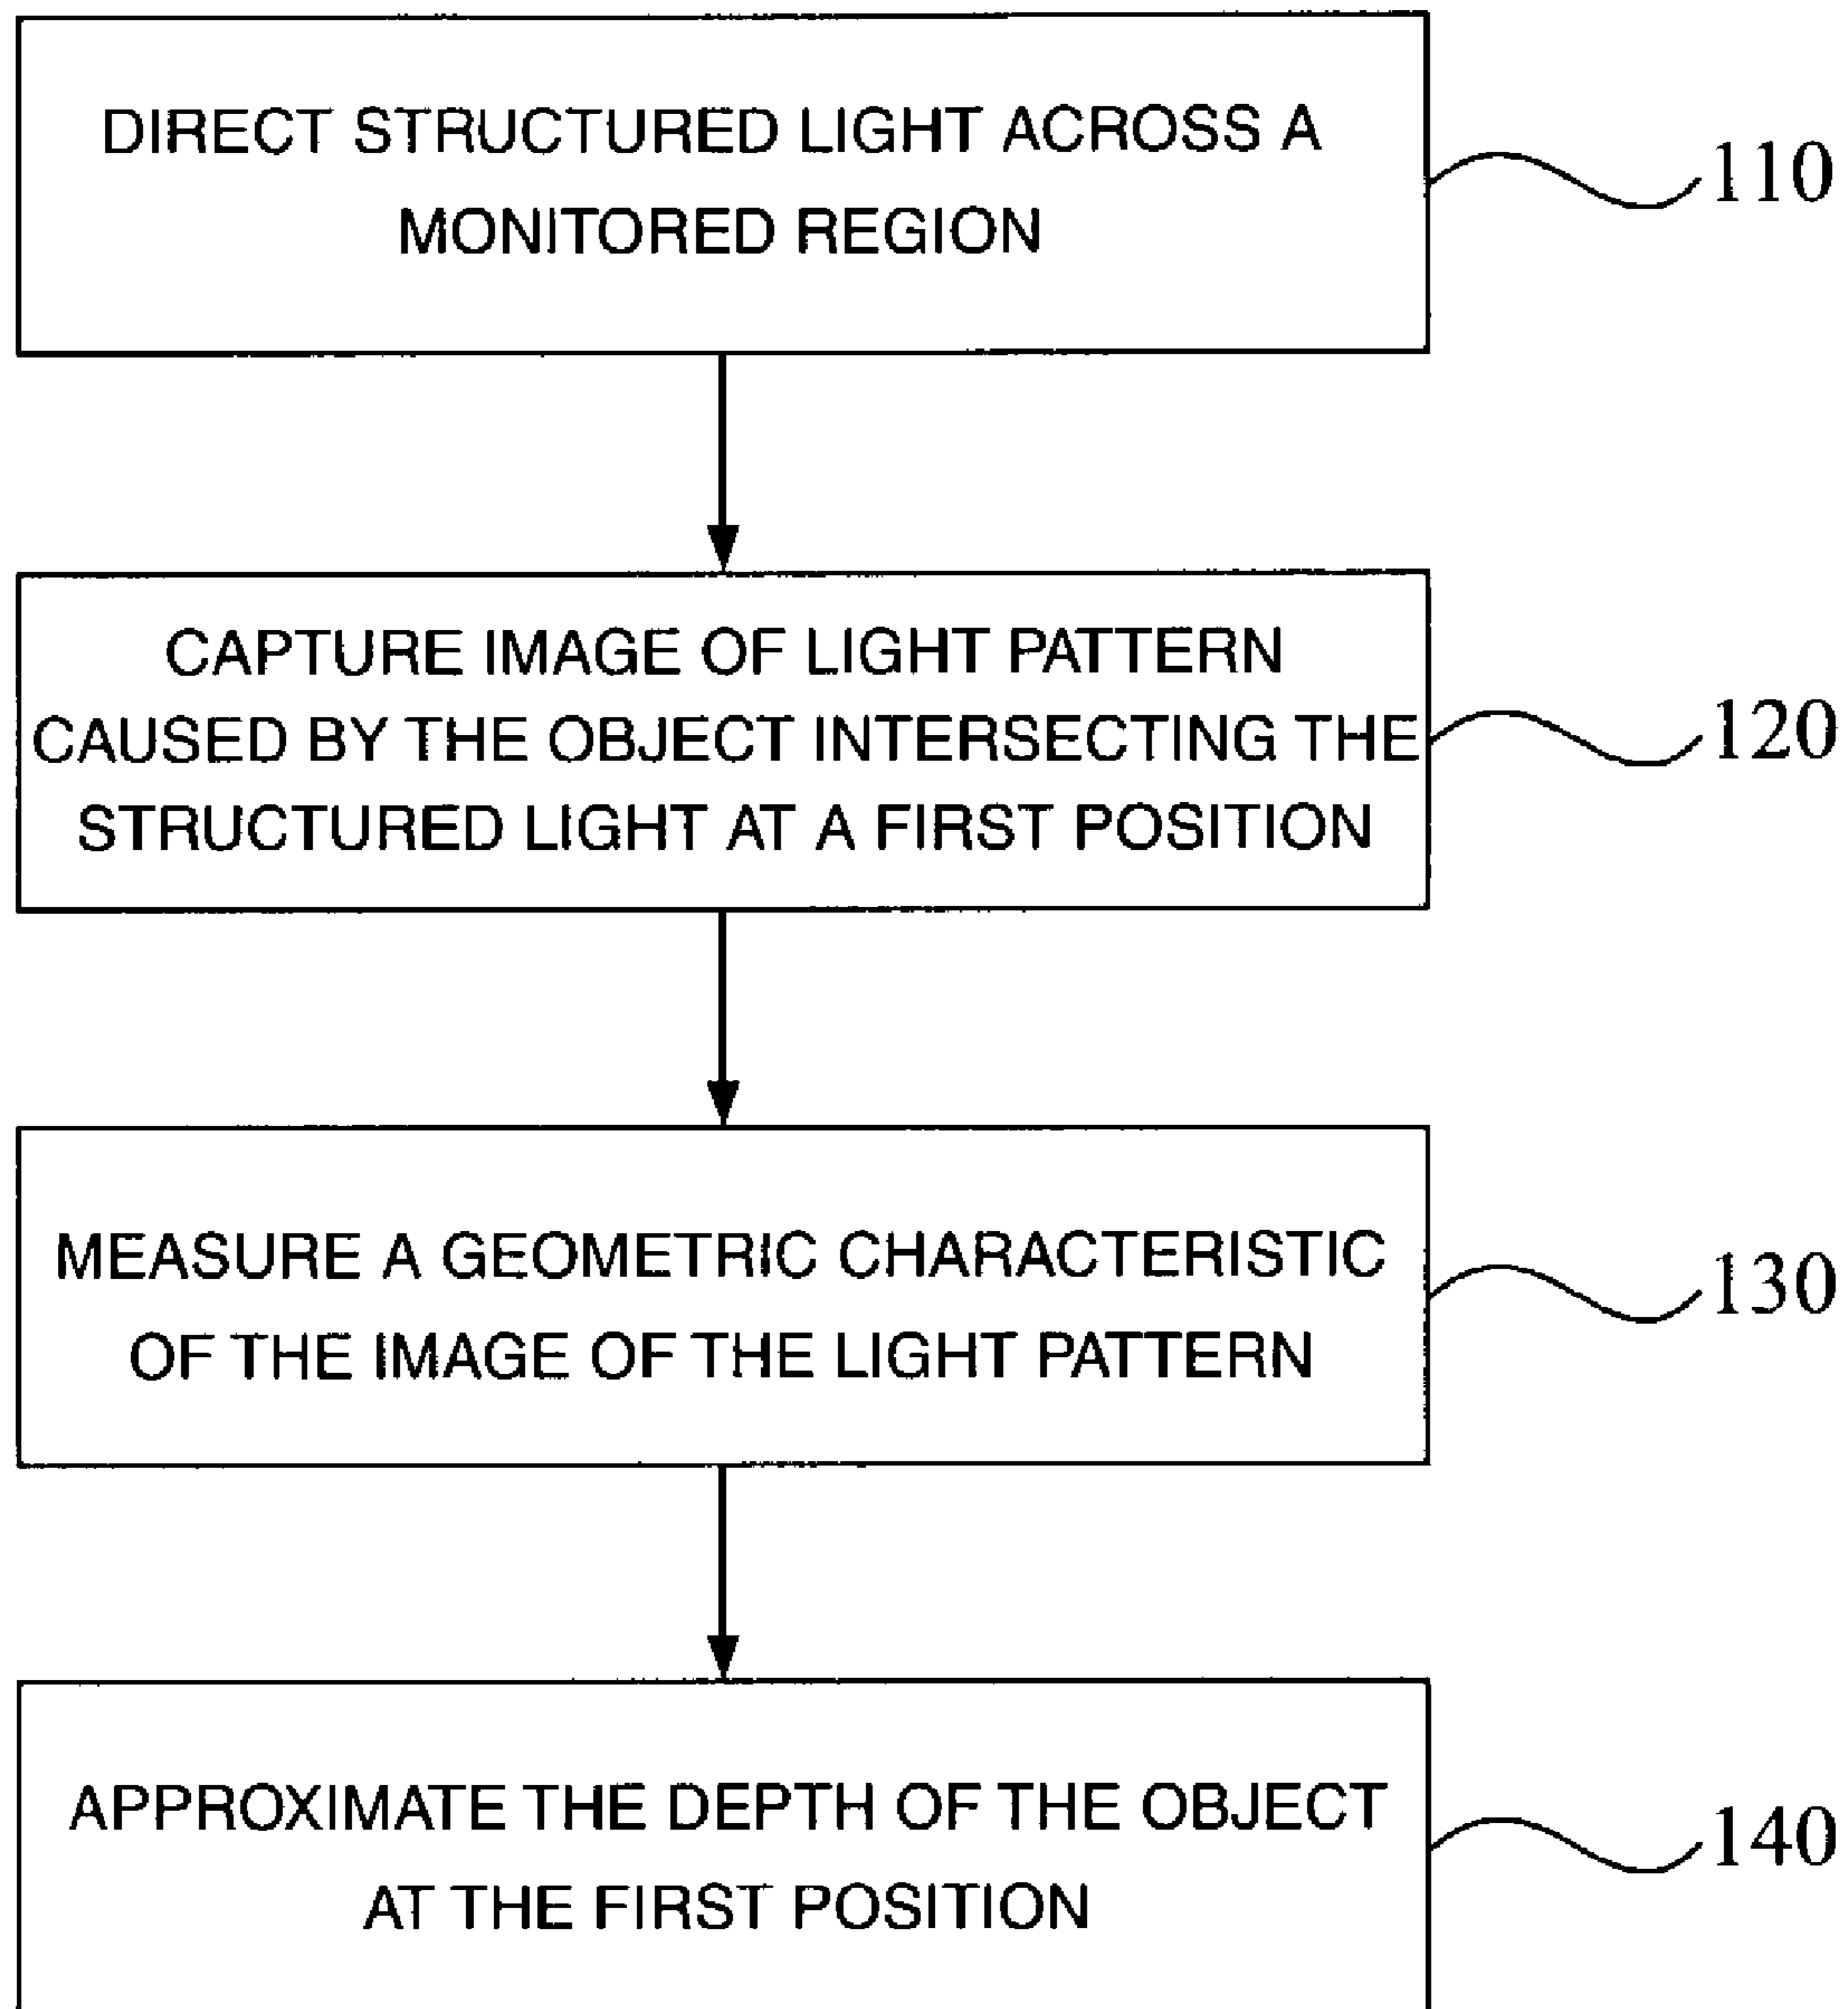 DIRECT STRUCTURED LIGHT ACROSS A
MONITORED REGION
110
CAPTURE IMAGE OF LIGHT PATTERN
CAUSED BY THE OBJECT INTERSECTING THE
STRUCTURED LIGHT AT A FIRST POSITION
120
MEASURE A GEOMETRIC CHARACTERISTIC
OF THE IMAGE OF THE LIGHT PATTERN
130
APPROXIMATE THE DEPTH OF THE OBJECT
AT THE FIRST POSITION
140